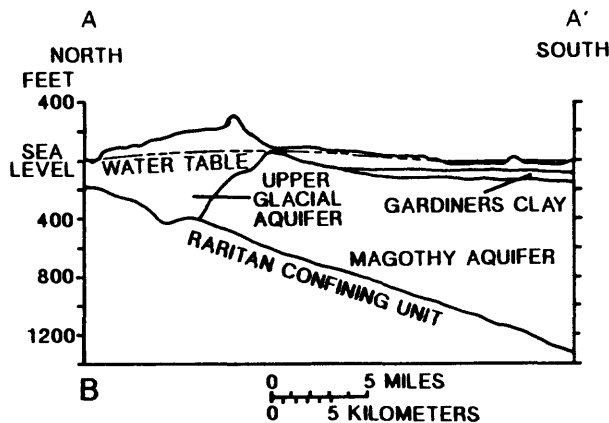 A
A'
NORTH
SOUTH
FEET
400
SEA
LEVEL
WATER TABLE
UPPER
GLACIAL
AQUIFER
GARDINERS CLAY
400
MAGOTHY AQUIFER
RARITAN CONFINING UNIT
800
1200
B
0 5 MILES
0 5 KILOMETERS